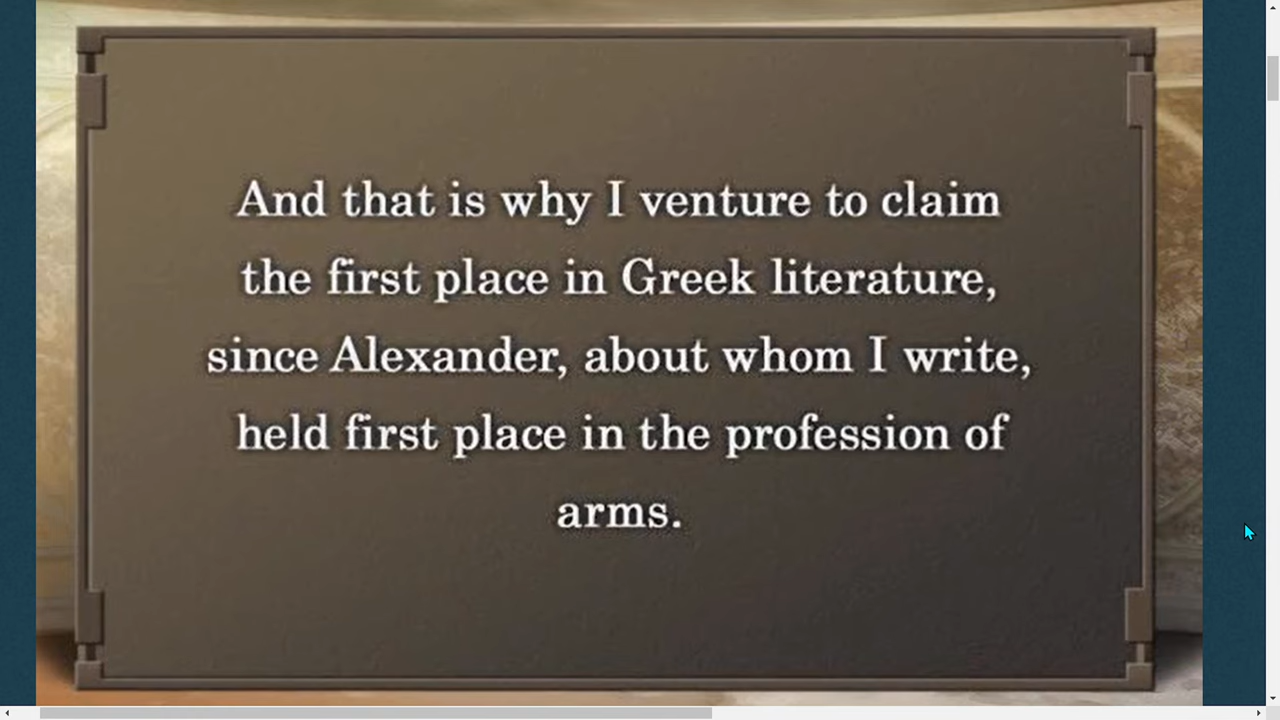 And that is why I venture to claim
the first place in Greek literature,
since Alexander, about whom I write,
held first place in the profession of
arms.